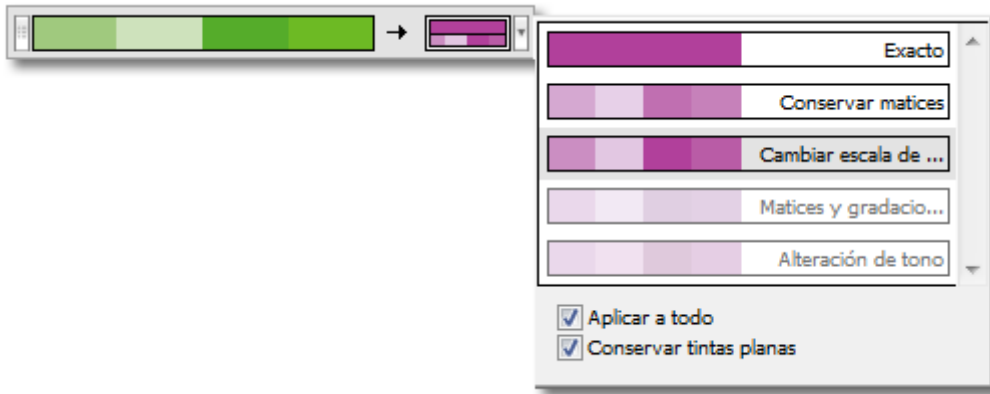 Exacto
Conservar matices
Cambiar escala de ...
Matices y gradacio...
Alteración de tono
Aplicar a todo
Conservar tintas planas